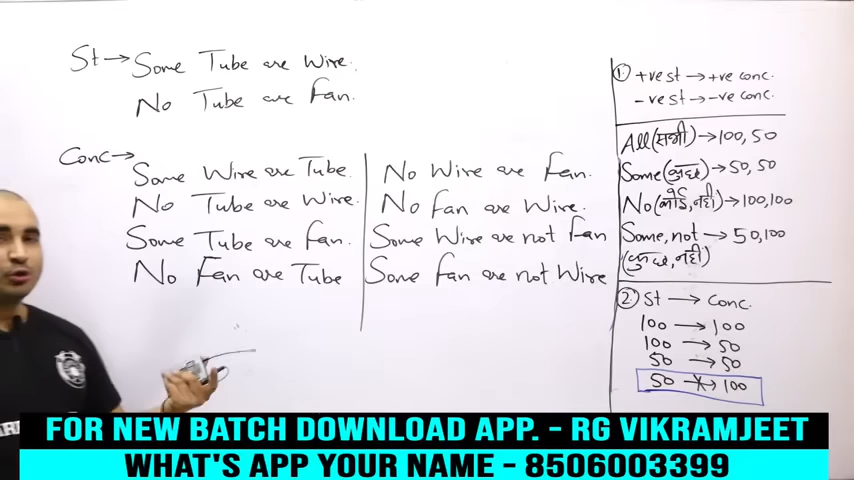 St → Some Tube are Wire.
No Tube are Fan.
Conc →
Some Wire are Tube.
No Tube are Wire.
Some Tube are Fan.
No Fan are Tube
No Wire are Fan.
No Fan are Wire.
Some Wire are not Fan
Some Fan are not Wire
① +ve st → +ve conc.
-ve st → -ve conc.
All (सभी) → 100, 50
Some (कुछ) → 50, 50
No (कोई, नहीं) → 100, 100
Some, not → 50, 100
(कुछ, नहीं)
② St → Conc.
100 → 100
100 → 50
50 → 50
50 ↛ 100
FOR NEW BATCH DOWNLOAD APP. - RG VIKRAMJEET
WHAT'S APP YOUR NAME - 8506003399